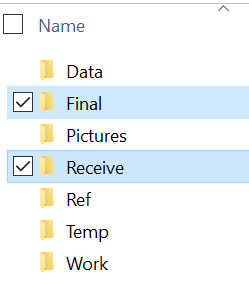 Name
Data
Final
Pictures
Receive
Ref
Temp
Work